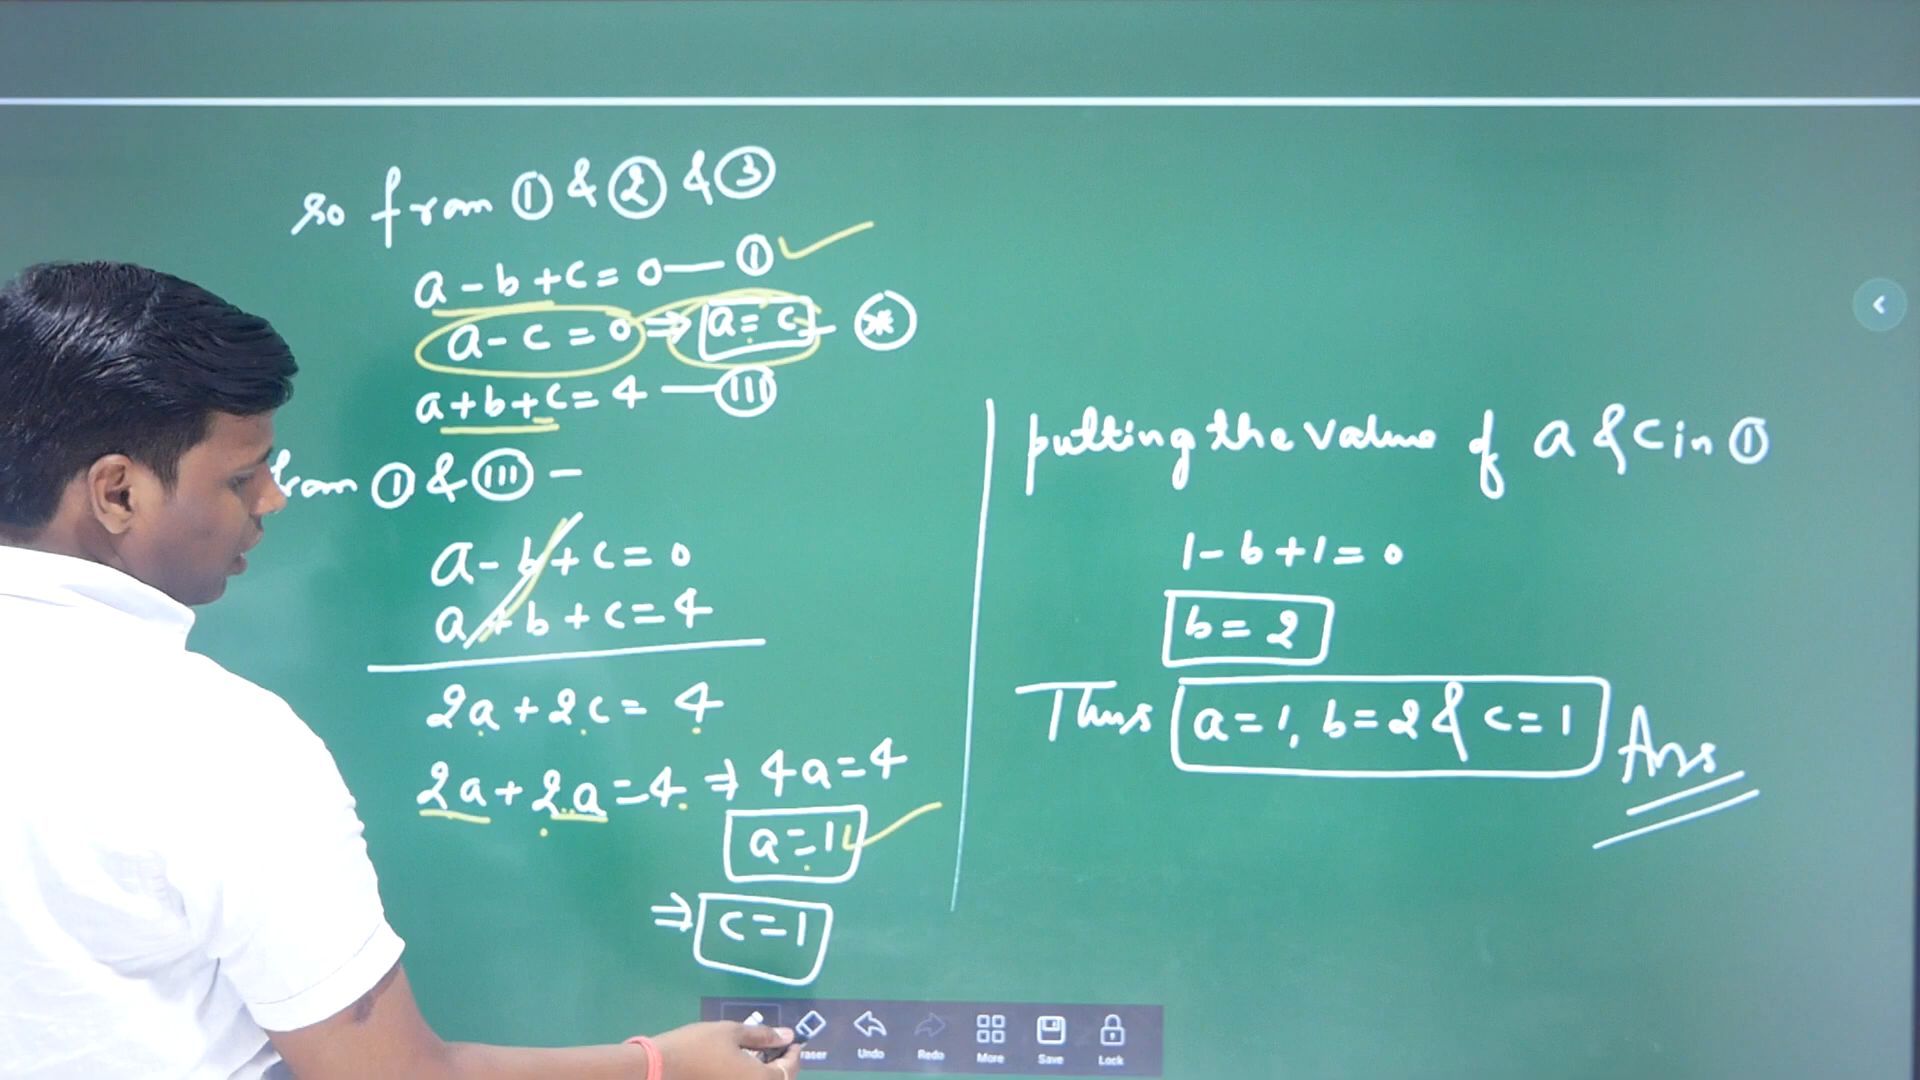 so from ① & ② & ③
a - b + c = 0 — ①
a - c = 0 ⇒ a = c — ⊛
a + b + c = 4 — Ⅲ
from ① & Ⅲ -
a - b + c = 0
a + b + c = 4
2a + 2c = 4
2a + 2a = 4 ⇒ 4a = 4
a = 1
⇒ c = 1
putting the value of a & c in ①
1 - b + 1 = 0
b = 2
Thus a = 1, b = 2 & c = 1 Ans
Eraser Undo Redo More Save Lock